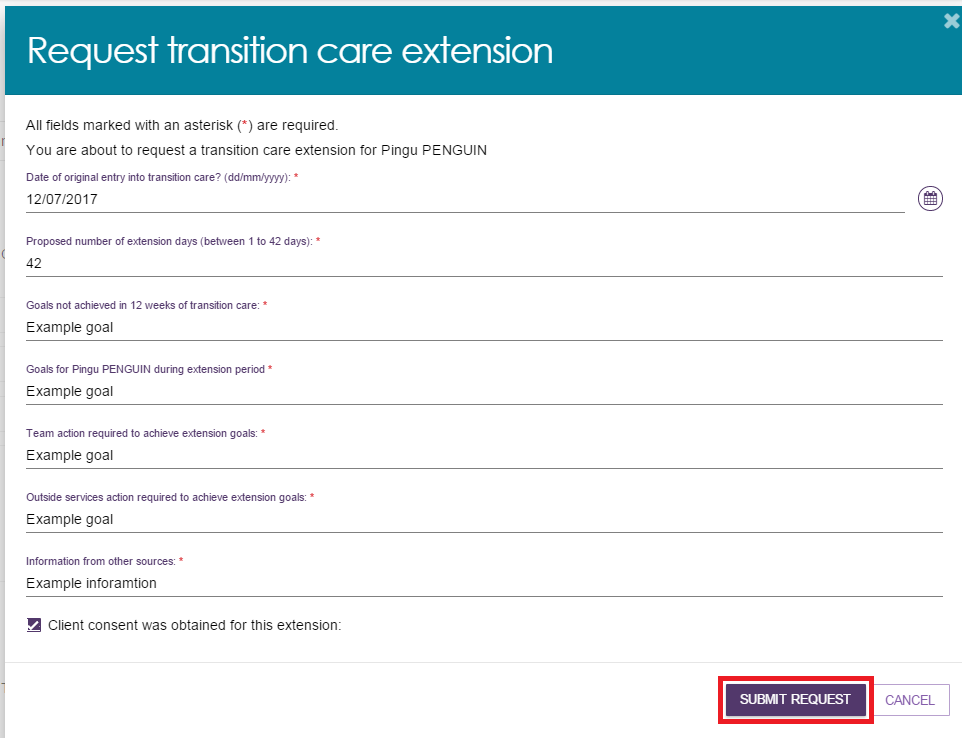 Request transition care extension
All fields marked with an asterisk (*) are required.
You are about to request a transition care extension for Pingu PENGUIN
Date of original entry into transition care? (dd/mm/yyyy): *
12/07/2017
Proposed number of extension days (between 1 to 42 days): *
42
Goals not achieved in 12 weeks of transition care: *
Example goal
Goals for Pingu PENGUIN during extension period *
Example goal
Team action required to achieve extension goals: *
Example goal
Outside services action required to achieve extension goals: *
Example goal
Information from other sources: *
Example inforamtion
Client consent was obtained for this extension:
SUBMIT REQUEST CANCEL